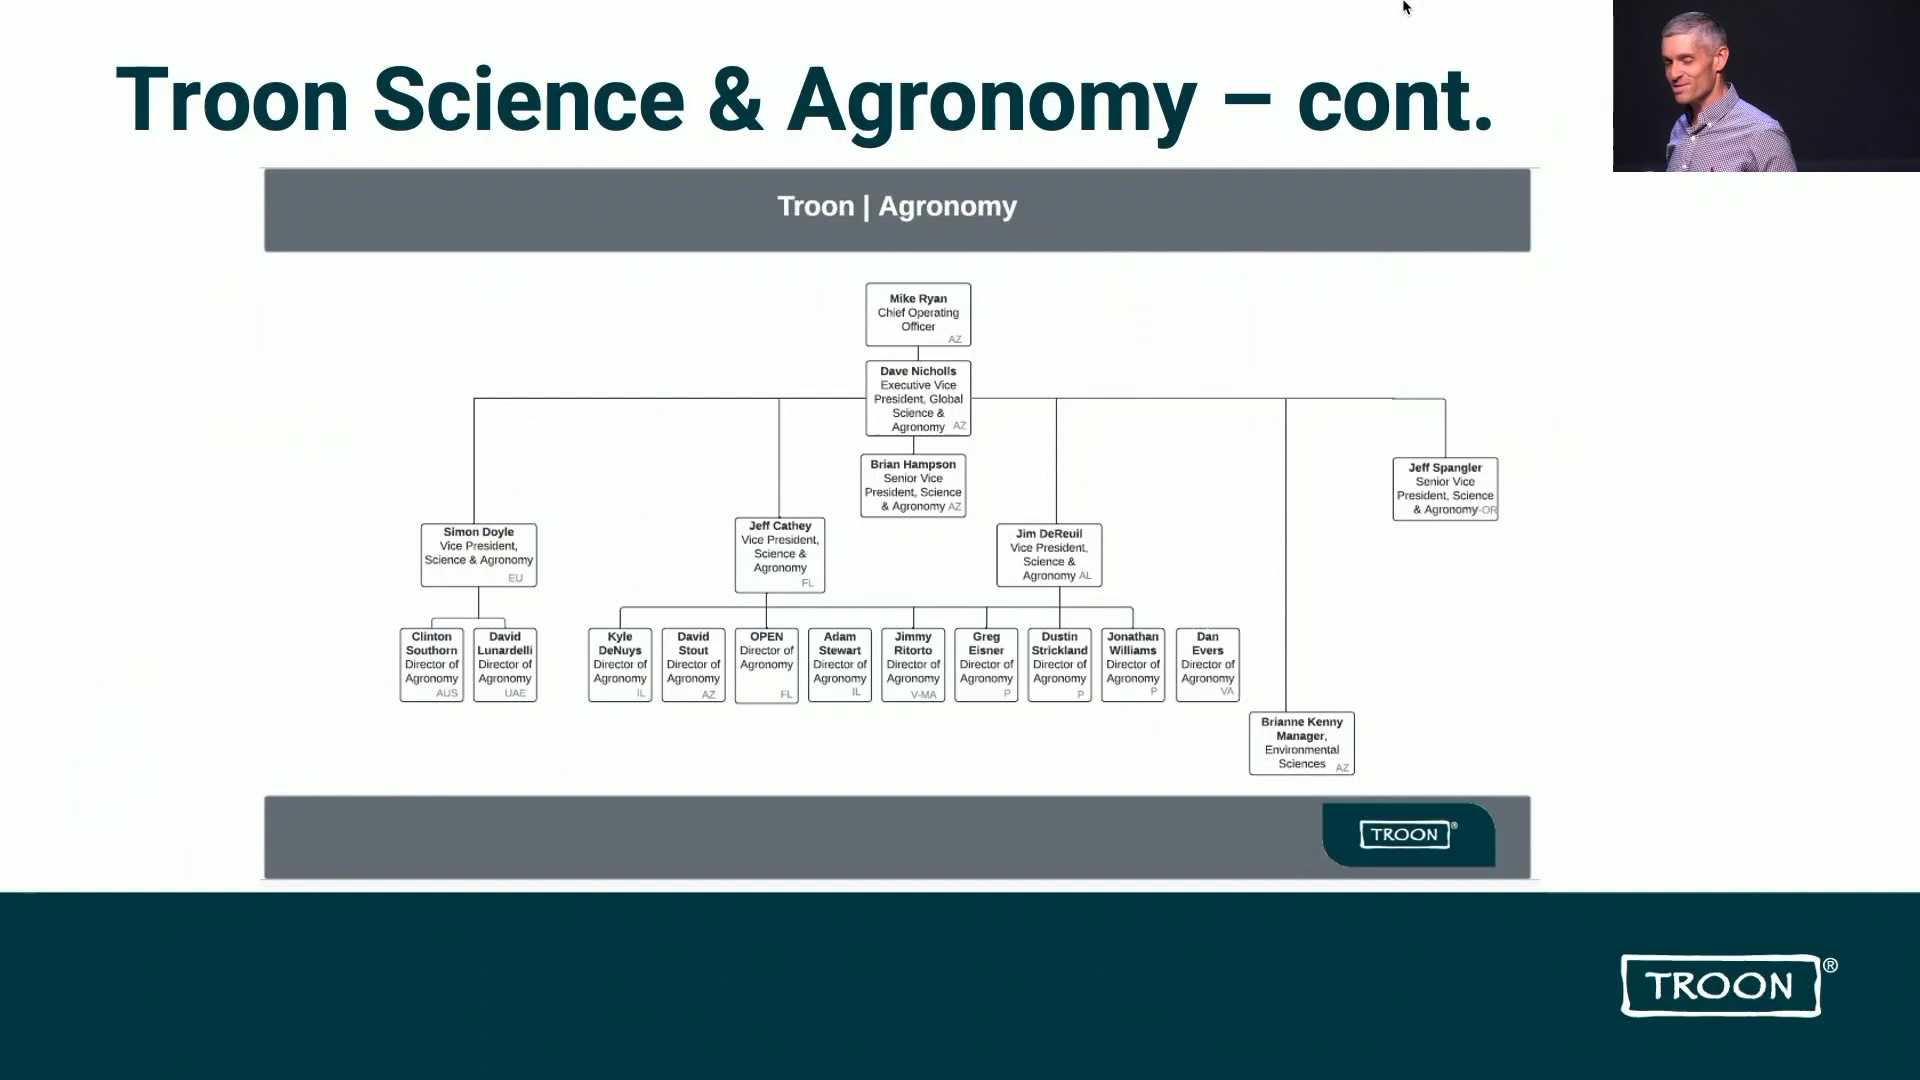 Troon Science & Agronomy – cont.
Troon | Agronomy
Mike Ryan
Chief Operating
Officer
AZ
Dave Nicholls
Executive Vice
President, Global
Science &
Agronomy AZ
Brian Hampson
Senior Vice
President, Science
& Agronomy AZ
Jeff Spangler
Senior Vice
President, Science
& Agronomy-OR
Simon Doyle
Vice President,
Science & Agronomy
EU
Jeff Cathey
Vice President,
Science &
Agronomy
FL
Jim DeReuil
Vice President,
Science &
Agronomy AL
Clinton
Southorn
Director of
Agronomy
AUS
David
Lunardelli
Director of
Agronomy
UAE
Kyle
DeNuys
Director of
Agronomy
IL
David
Stout
Director of
Agronomy
AZ
OPEN
Director of
Agronomy
FL
Adam
Stewart
Director of
Agronomy
IL
Jimmy
Ritorto
Director of
Agronomy
V-MA
Greg
Eisner
Director of
Agronomy
P
Dustin
Strickland
Director of
Agronomy
P
Jonathan
Williams
Director of
Agronomy
P
Dan
Evers
Director of
Agronomy
VA
Brianne Kenny
Manager,
Environmental
Sciences AZ
TROON®
TROON®